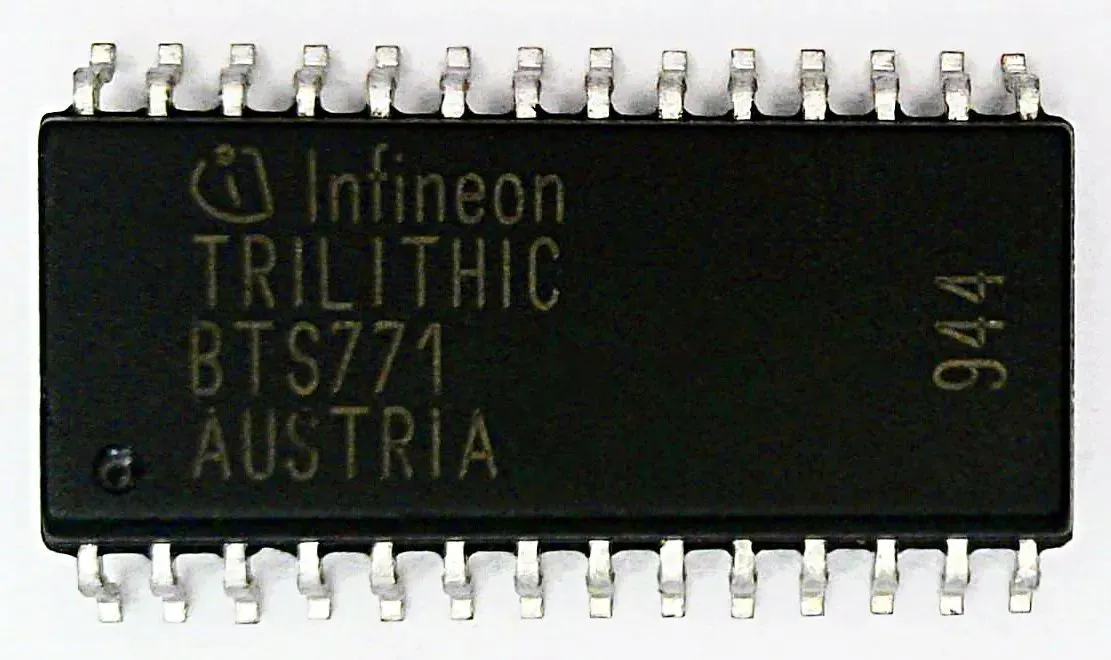 Infineon
TRILITHIC
BTS771
AUSTRIA
944